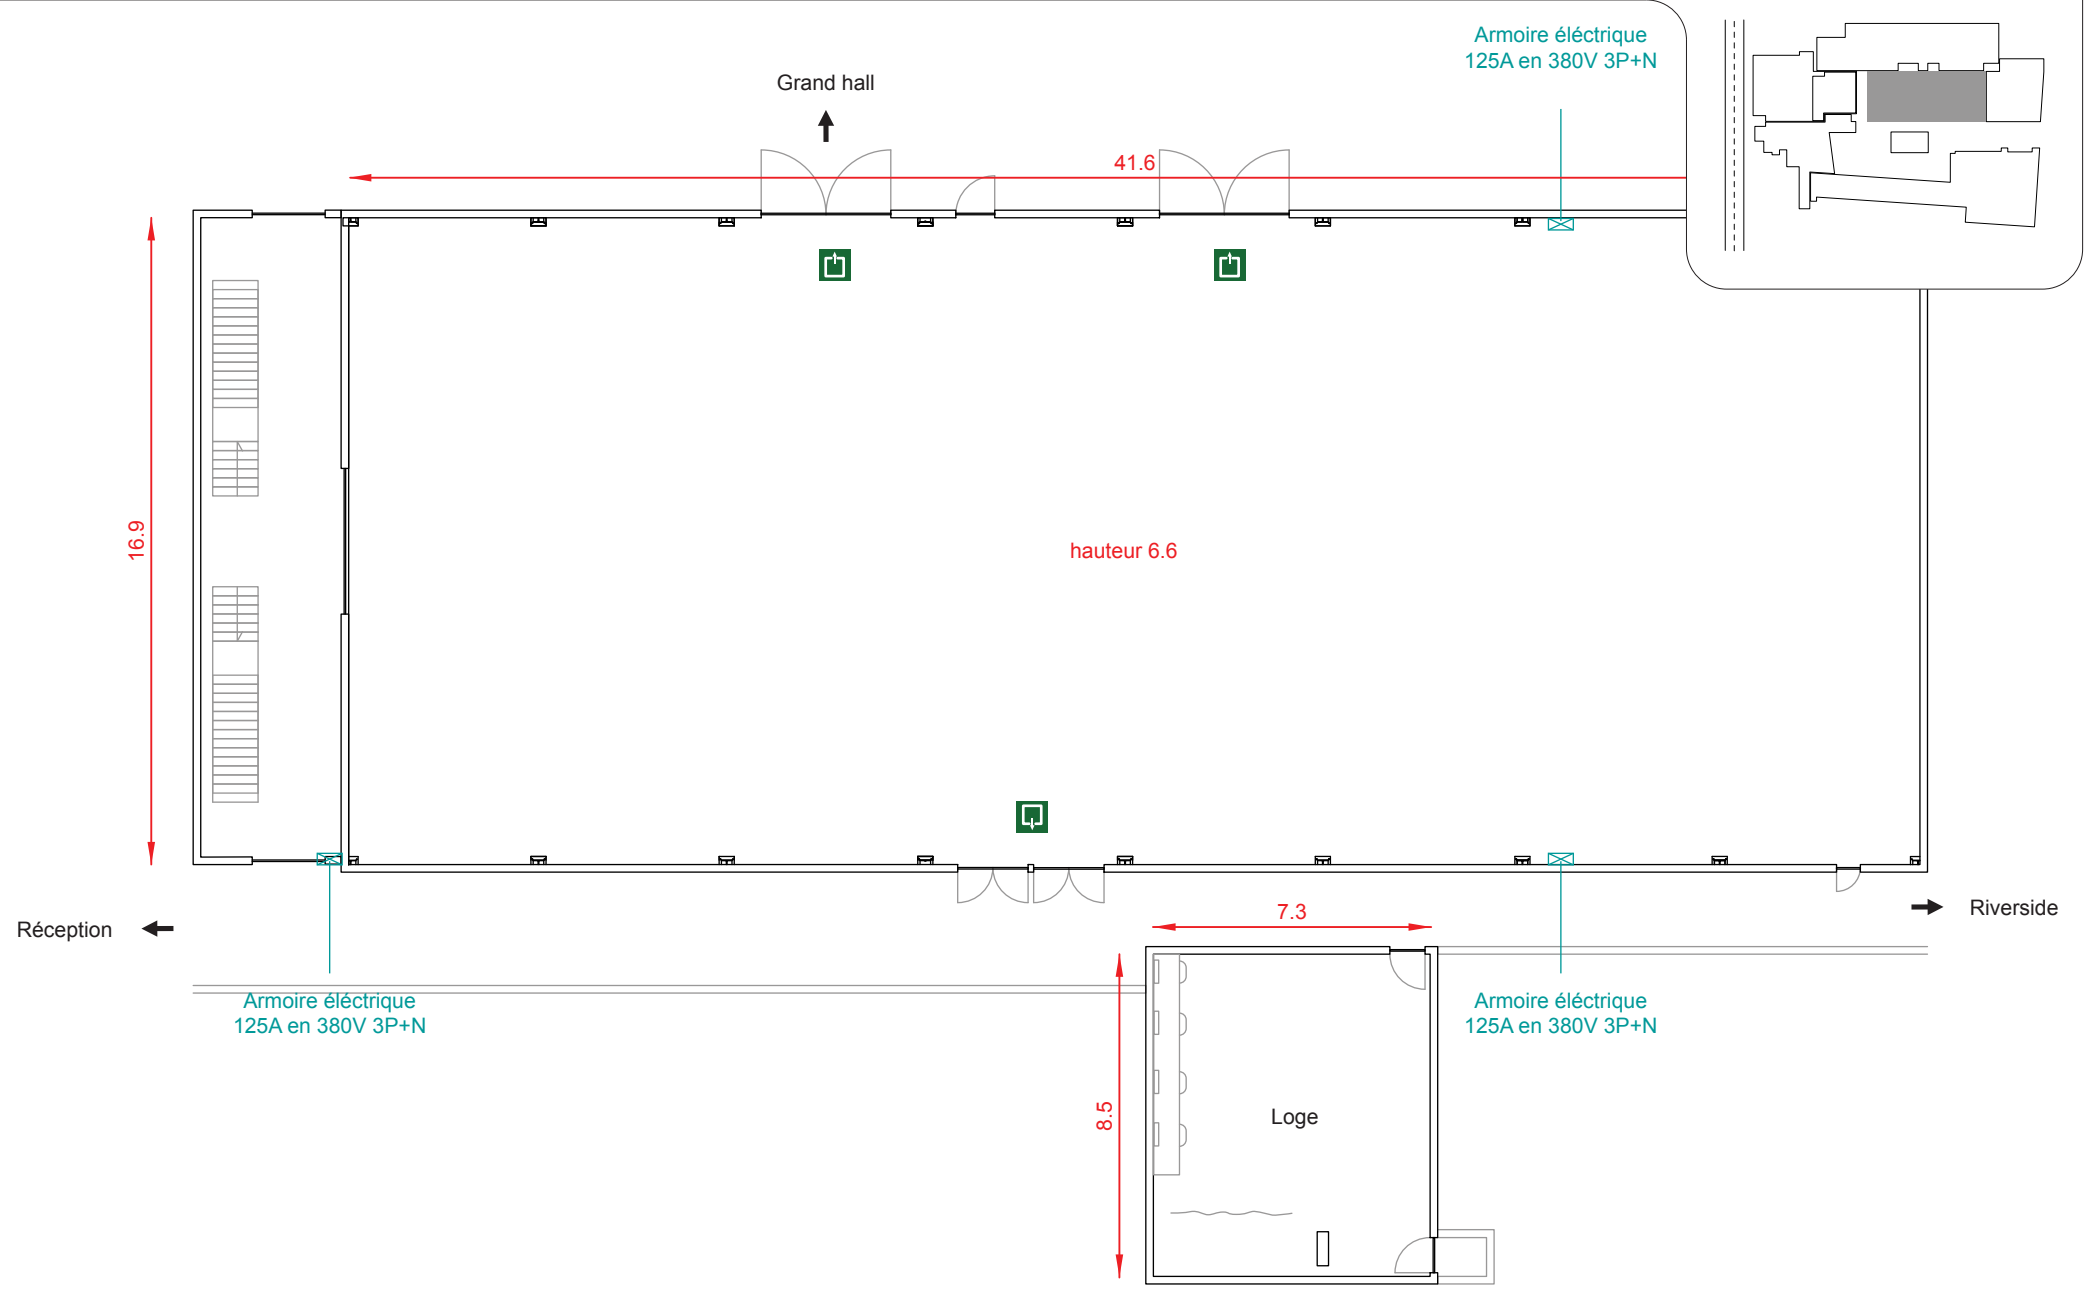 Armoire éléctrique
125A en 380V 3P+N
Grand hall
41.6
16.9
hauteur 6.6
Réception
Riverside
7.3
Armoire éléctrique
125A en 380V 3P+N
Armoire éléctrique
125A en 380V 3P+N
8.5
Loge